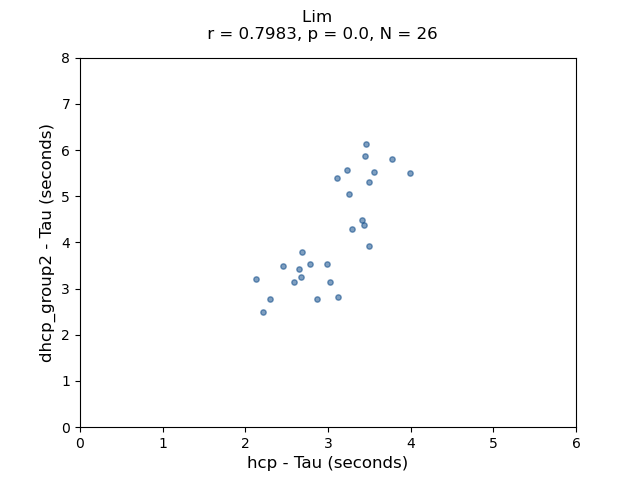 Lim
r = 0.7983, p = 0.0, N = 26
8
7
6
5
4
3
2
1
0
dhcp_group2 - Tau (seconds)
0 1 2 3 4 5 6
hcp - Tau (seconds)